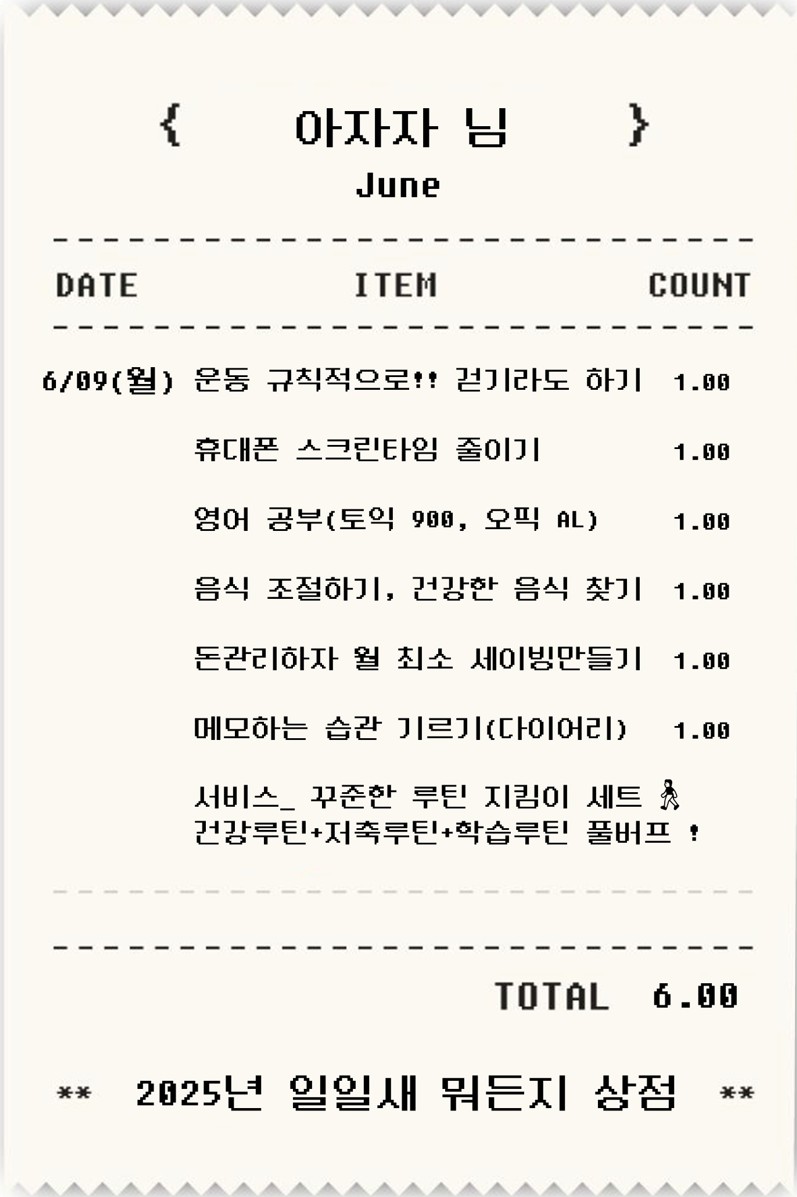 { 아자자 님 }
June
DATE ITEM COUNT
6/09(월) 운동 규칙적으로!! 걷기라도 하기 1.00
휴대폰 스크린타임 줄이기 1.00
영어 공부(토익 900, 오픽 AL) 1.00
음식 조절하기, 건강한 음식 찾기 1.00
돈관리하자 월 최소 세이빙만들기 1.00
메모하는 습관 기르기(다이어리) 1.00
서비스_ 꾸준한 루틴 지킴이 세트 🚶
건강루틴+저축루틴+학습루틴 풀버프 !
TOTAL 6.00
** 2025년 일일새 뭐든지 상점 **